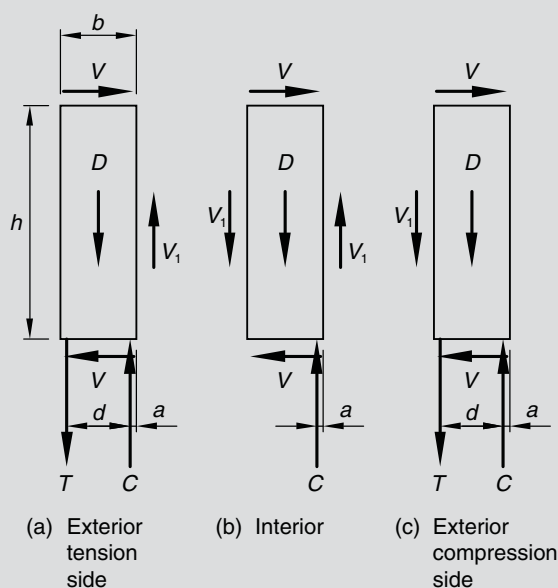 b
V
V
V
D
D
D
h
V₁
V₁
V₁
V₁
V
V
V
d
a
a
d
a
T
C
C
T
C
(a) Exterior tension side
(b) Interior
(c) Exterior compression side